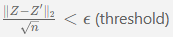 ‖Z−Z′‖₂ / √n < ϵ (threshold)